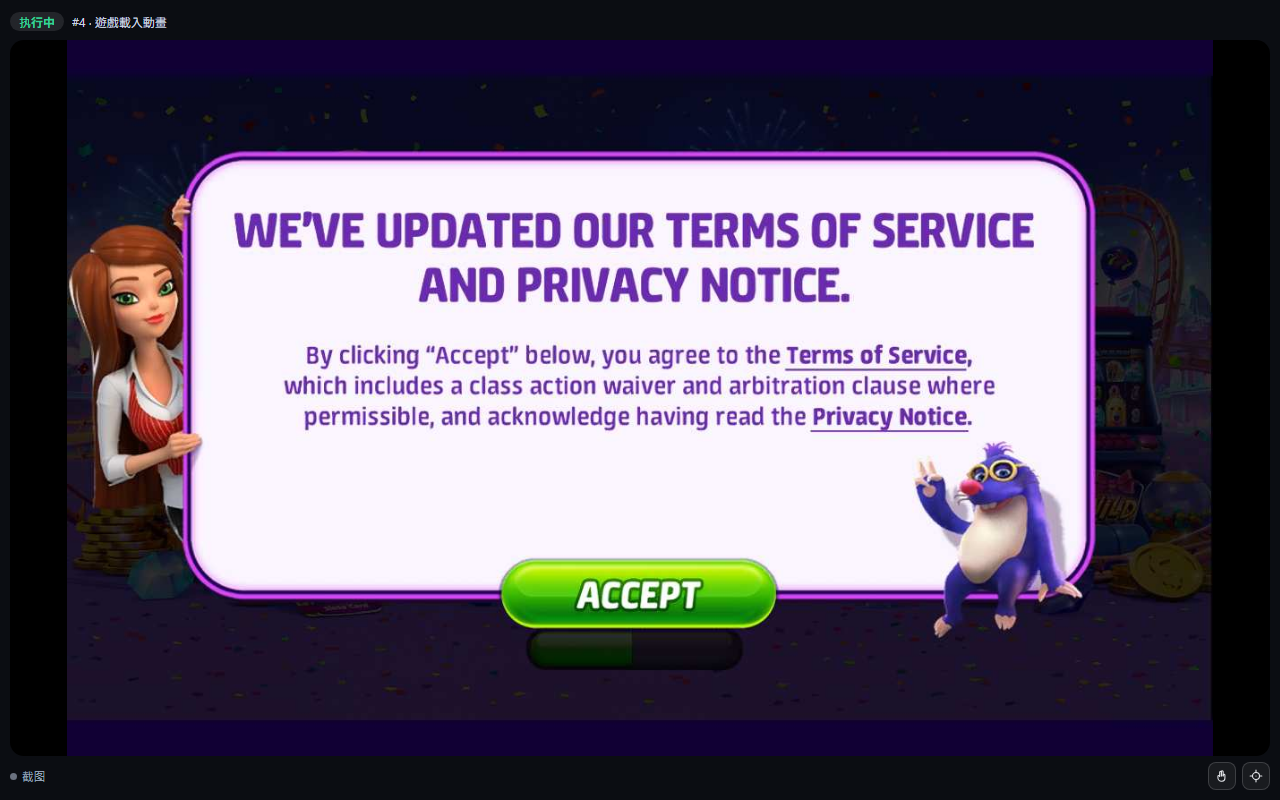 执行中 #4 · 遊戲載入動畫
WE'VE UPDATED OUR TERMS OF SERVICE
AND PRIVACY NOTICE.
By clicking “Accept” below, you agree to the Terms of Service,
which includes a class action waiver and arbitration clause where
permissible, and acknowledge having read the Privacy Notice.
ACCEPT
截图